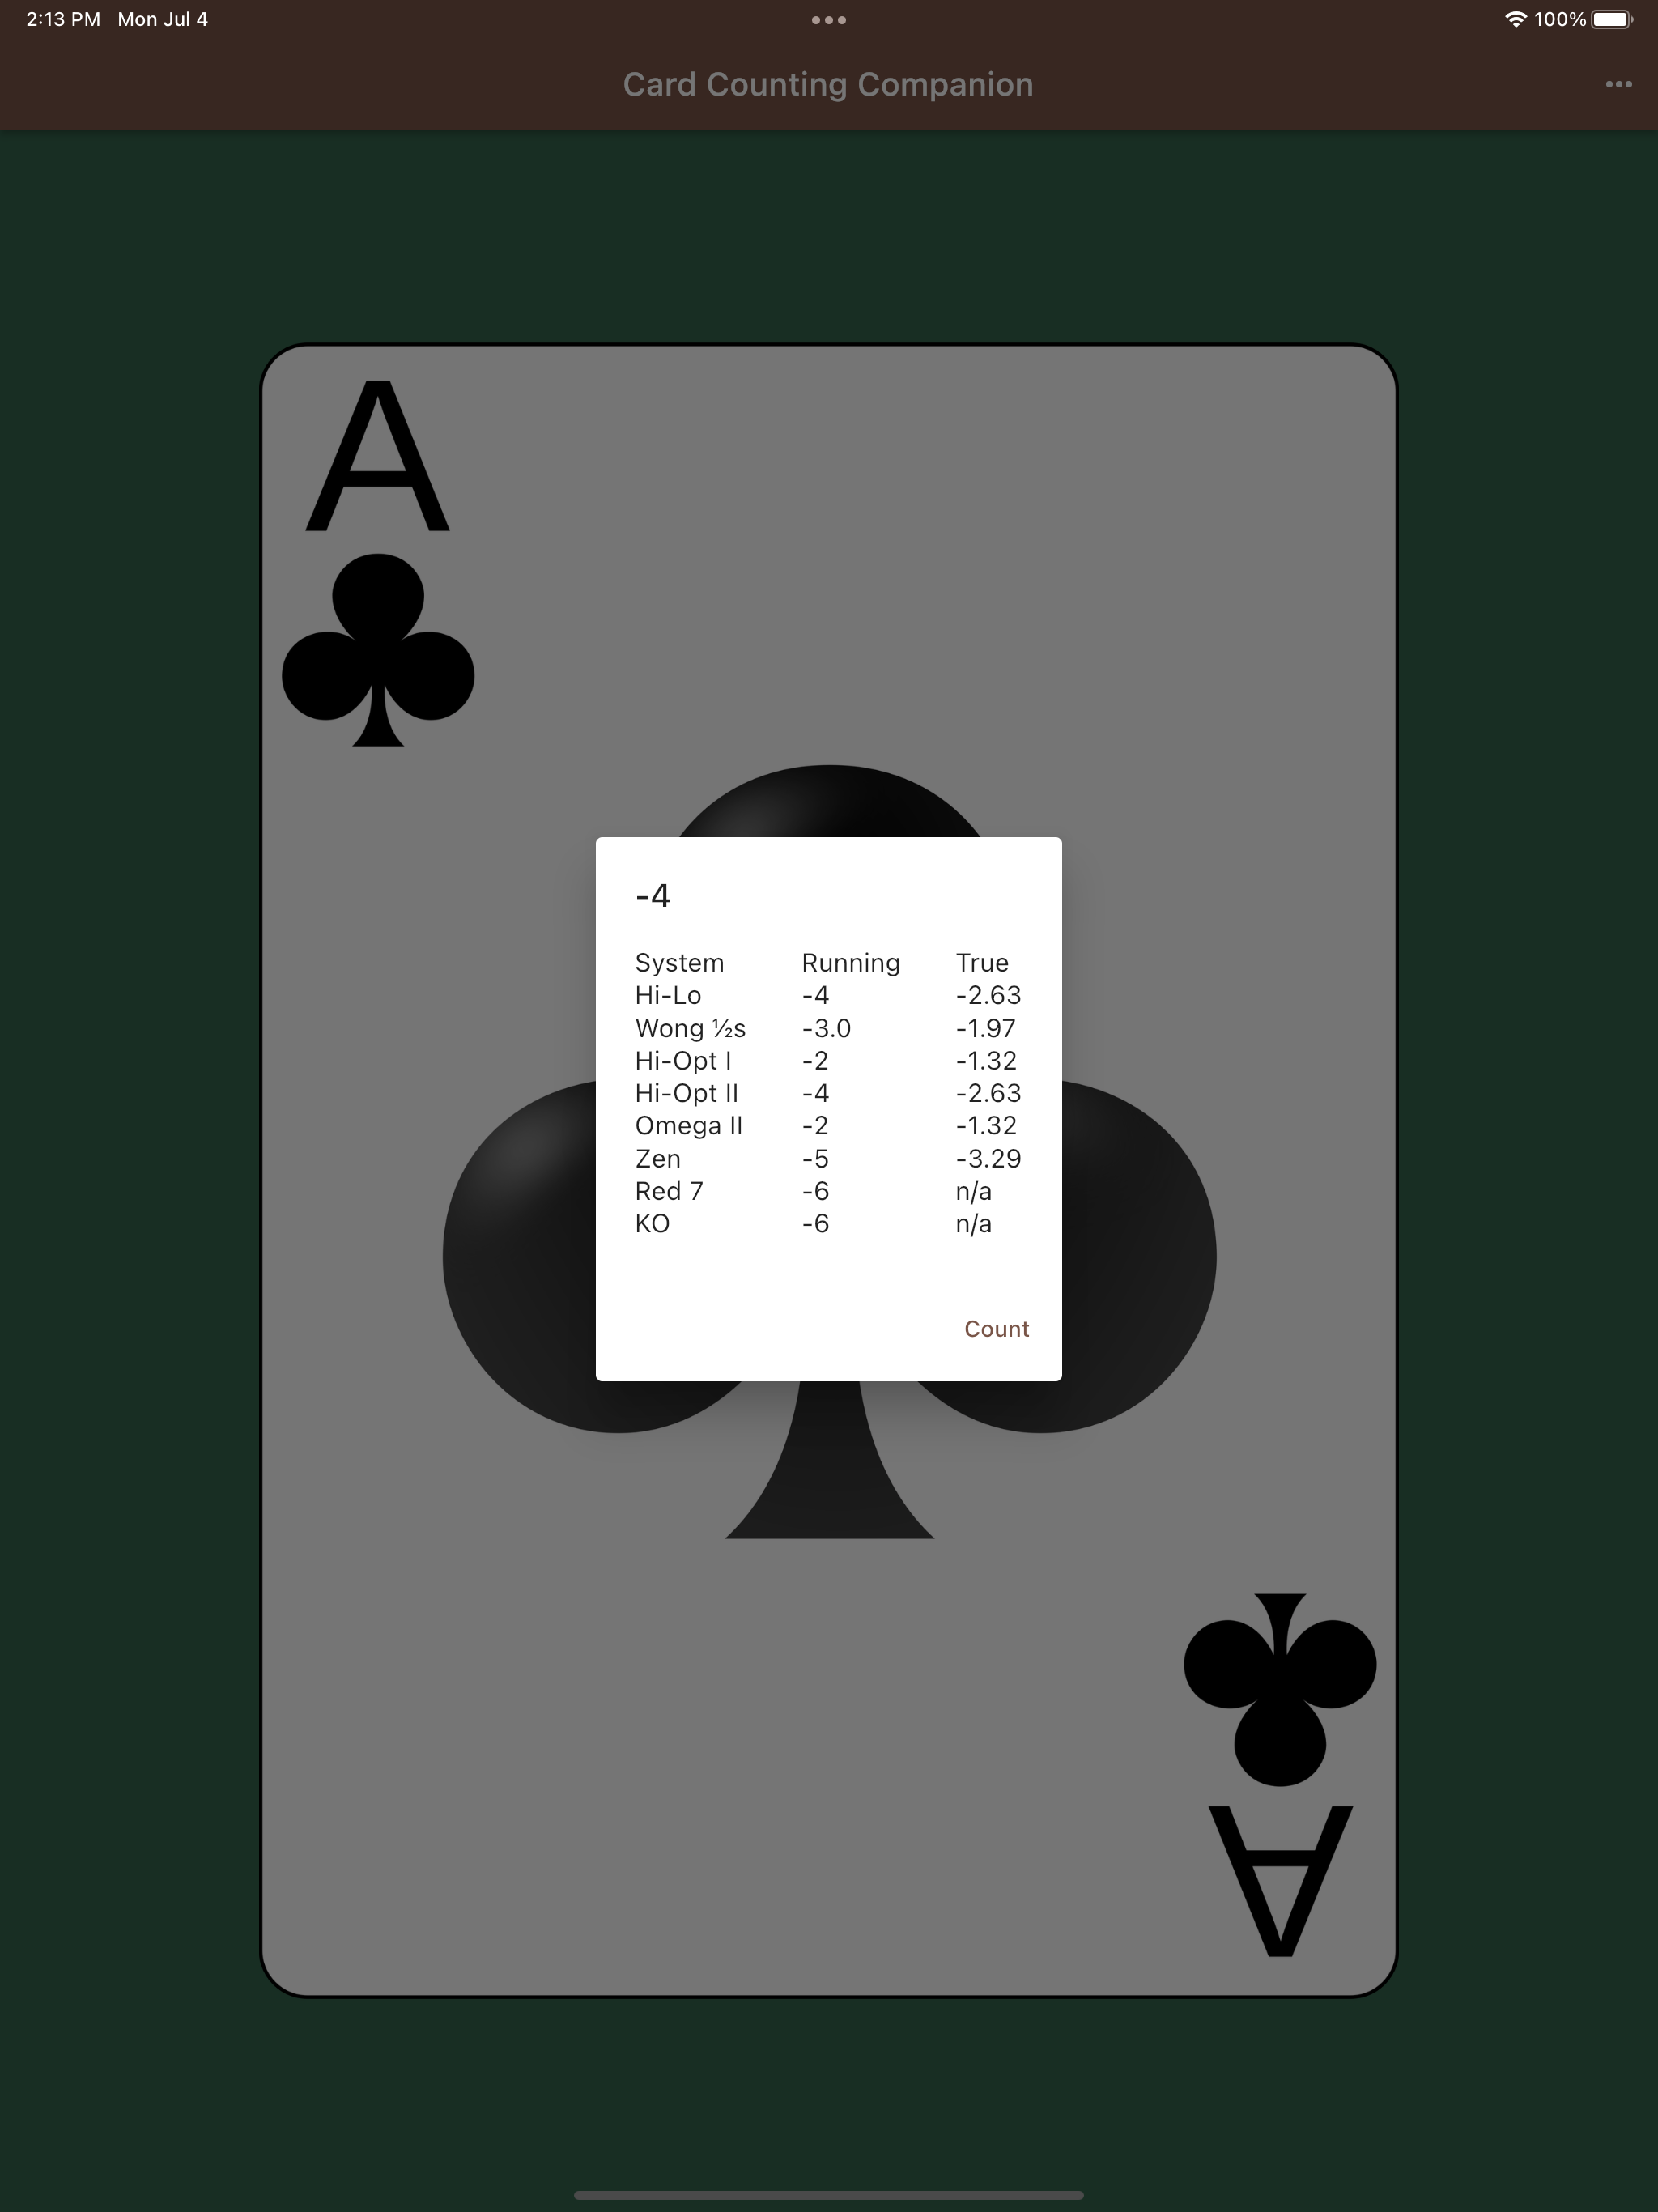 2:13 PM Mon Jul 4 100%
Card Counting Companion
A
-4
System Running True
Hi-Lo -4 -2.63
Wong ½s -3.0 -1.97
Hi-Opt I -2 -1.32
Hi-Opt II -4 -2.63
Omega II -2 -1.32
Zen -5 -3.29
Red 7 -6 n/a
KO -6 n/a
Count
A